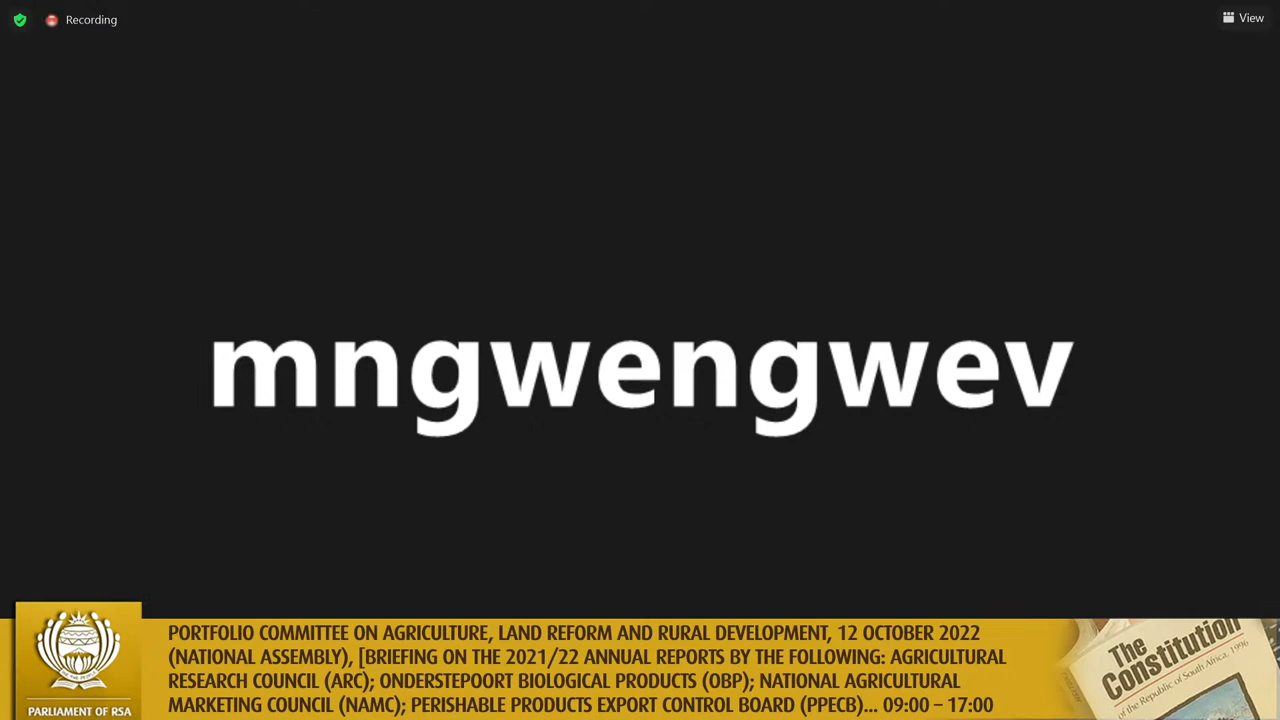 Recording
View
mngwengwev
PORTFOLIO COMMITTEE ON AGRICULTURE, LAND REFORM AND RURAL DEVELOPMENT, 12 OCTOBER 2022
(NATIONAL ASSEMBLY), [BRIEFING ON THE 2021/22 ANNUAL REPORTS BY THE FOLLOWING: AGRICULTURAL
RESEARCH COUNCIL (ARC); ONDERSTEPOORT BIOLOGICAL PRODUCTS (OBP); NATIONAL AGRICULTURAL
MARKETING COUNCIL (NAMC); PERISHABLE PRODUCTS EXPORT CONTROL BOARD (PPECB)... 09:00 – 17:00
PARLIAMENT OF RSA
The
Constitution
of the Republic of South Africa, 1996